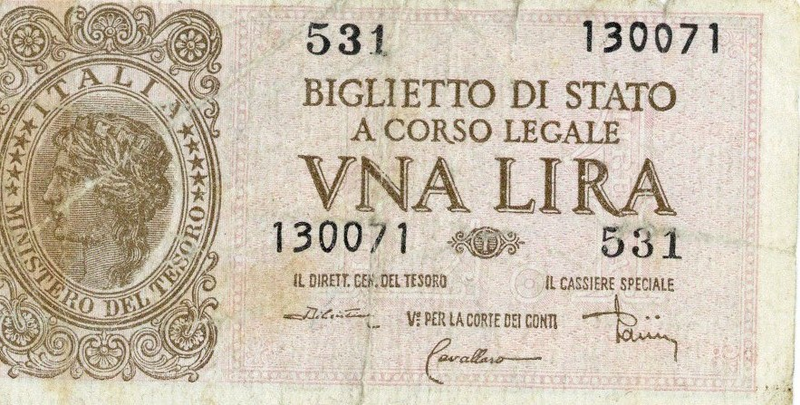 531 130071
BIGLIETTO DI STATO
A CORSO LEGALE
VNA LIRA
130071 531
IL DIRETT. GEN. DEL TESORO IL CASSIERE SPECIALE
Vº PER LA CORTE DEI CONTI
Cavallaro
ITALIA
MINISTERO DEL TESORO